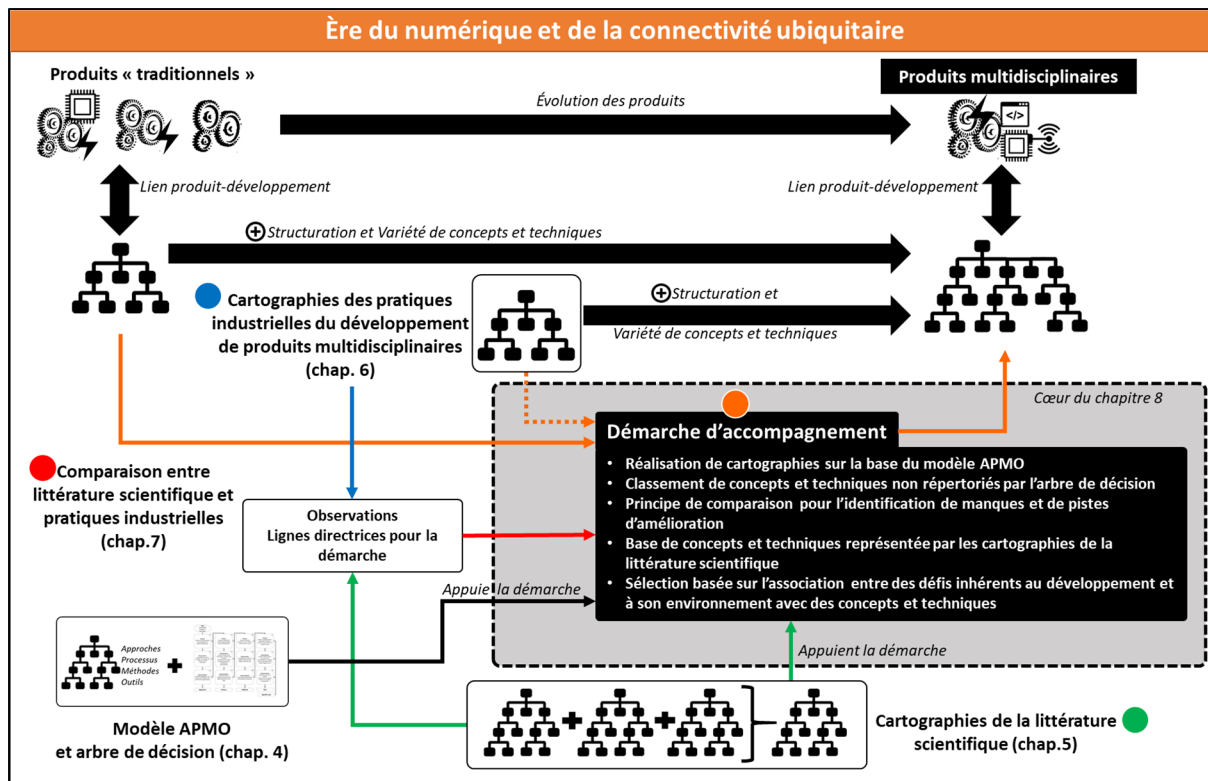 Ère du numérique et de la connectivité ubiquitaire
Produits « traditionnels »
Produits multidisciplinaires
Évolution des produits
</>
Lien produit-développement
Lien produit-développement
+ Structuration et Variété de concepts et techniques
Cartographies des pratiques
industrielles du développement
de produits multidisciplinaires
(chap. 6)
+ Structuration et
Variété de concepts et techniques
Cœur du chapitre 8
Démarche d'accompagnement
• Réalisation de cartographies sur la base du modèle APMO
• Classement de concepts et techniques non répertoriés par l'arbre de décision
• Principe de comparaison pour l'identification de manques et de pistes
d'amélioration
• Base de concepts et techniques représentée par les cartographies de la
littérature scientifique
• Sélection basée sur l'association entre des défis inhérents au développement et
à son environnement avec des concepts et techniques
Comparaison entre
littérature scientifique et
pratiques industrielles
(chap.7)
Observations
Lignes directrices pour la
démarche
Appuie la démarche
Appuient la démarche
Approches
Processus
Méthodes
Outils
+
Modèle APMO
et arbre de décision (chap. 4)
+ +
Cartographies de la littérature
scientifique (chap.5)